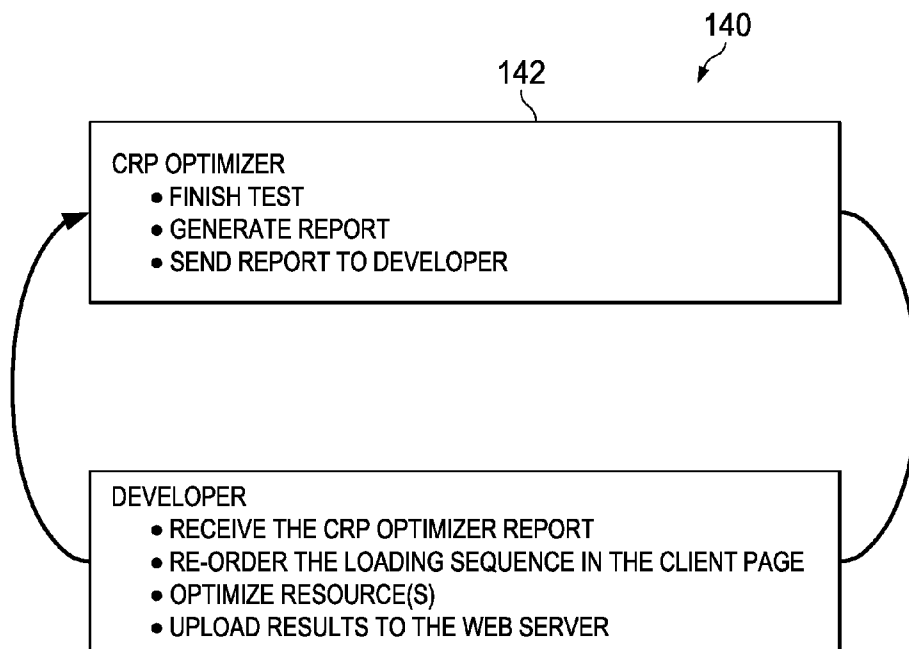 140
142
CRP OPTIMIZER
• FINISH TEST
• GENERATE REPORT
• SEND REPORT TO DEVELOPER
DEVELOPER
• RECEIVE THE CRP OPTIMIZER REPORT
• RE-ORDER THE LOADING SEQUENCE IN THE CLIENT PAGE
• OPTIMIZE RESOURCE(S)
• UPLOAD RESULTS TO THE WEB SERVER